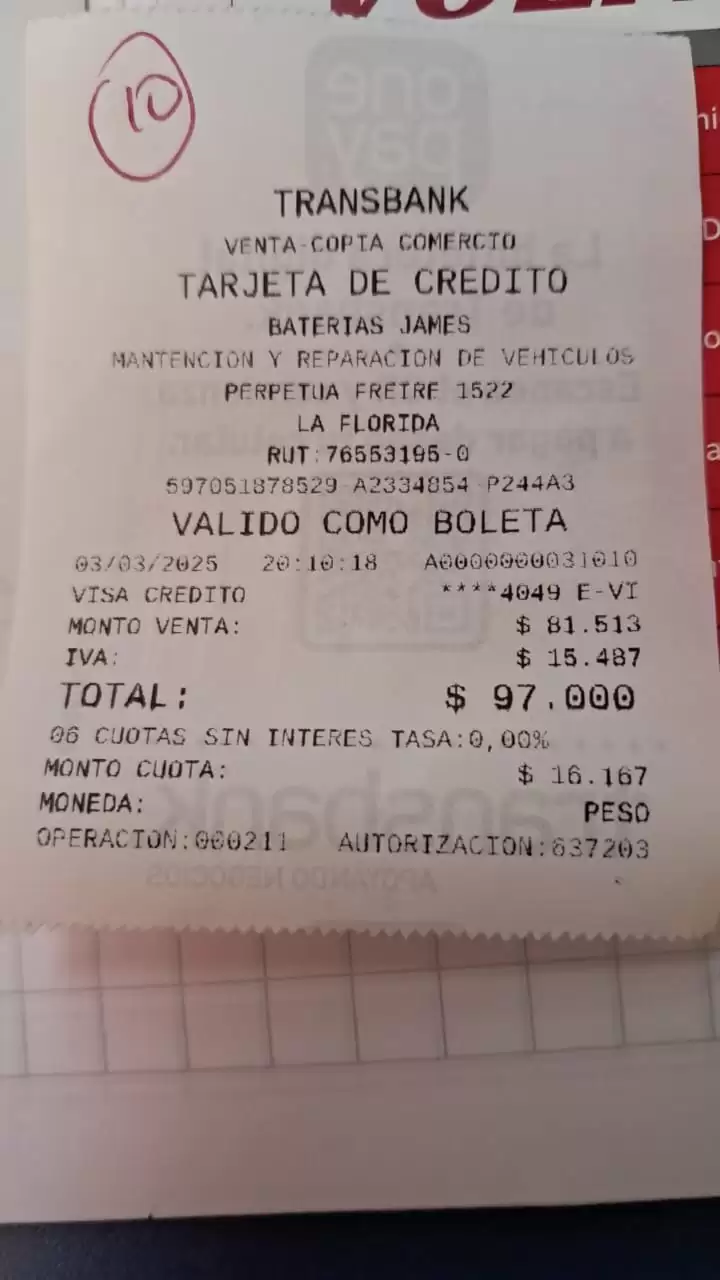 10
TRANSBANK
VENTA-COPIA COMERCIO
TARJETA DE CREDITO
BATERIAS JAMES
MANTENCION Y REPARACION DE VEHICULOS
PERPETUA FREIRE 1522
LA FLORIDA
RUT:76553195-0
597051878529-A2334854-P244A3
VALIDO COMO BOLETA
03/03/2025 20:10:18 A0000000031010
VISA CREDITO ****4049 E-VI
MONTO VENTA: $ 81.513
IVA: $ 15.487
TOTAL: $ 97.000
06 CUOTAS SIN INTERES TASA:0,00%
MONTO CUOTA: $ 16.167
MONEDA: PESO
OPERACION:000211 AUTORIZACION:637203